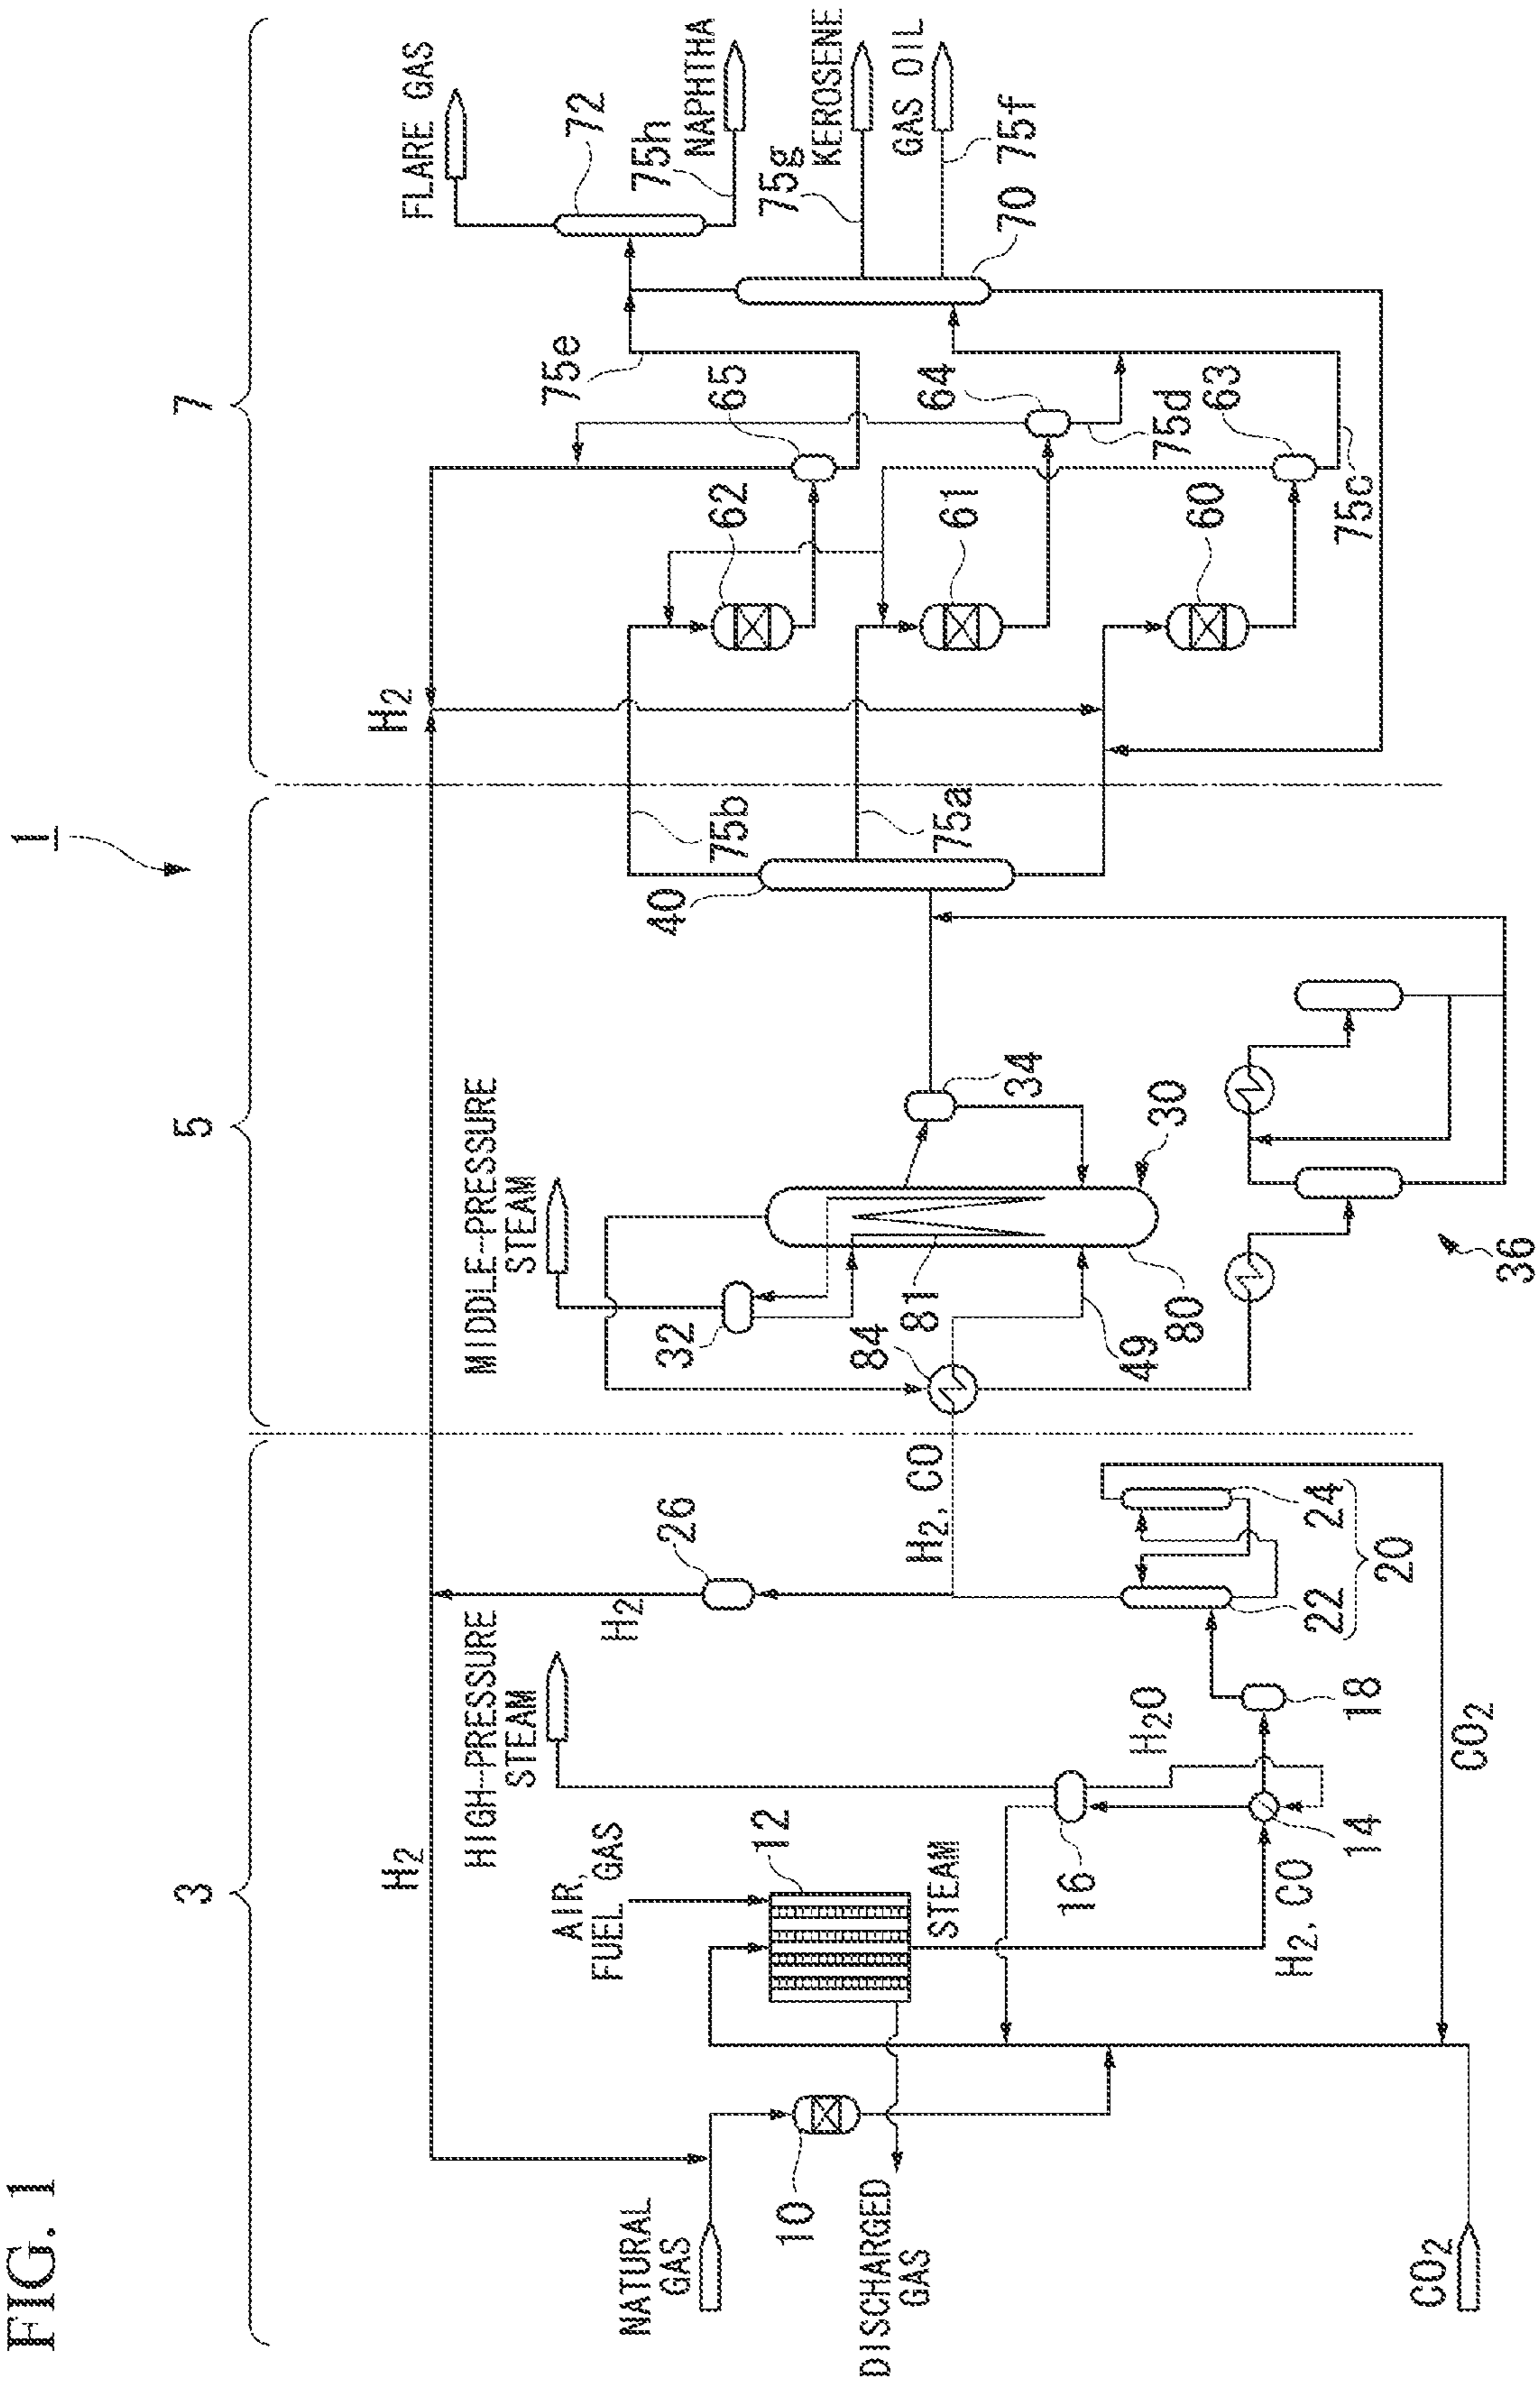 FIG. 1
1
3
5
7
H2
H2
NATURAL
GAS
10
DISCHARGED
GAS
CO2
AIR,
FUEL GAS
12
STEAM
HIGH-PRESSURE
STEAM
16
H2O
14
H2, CO
18
CO2
H2
26
H2, CO
22
24
20
MIDDLE-PRESSURE
STEAM
32
84
81
49
80
30
34
36
40
75b
75a
62
61
60
65
64
63
75e
75d
75c
70
72
FLARE GAS
75h
NAPHTHA
75g
KEROSENE
GAS OIL
75f